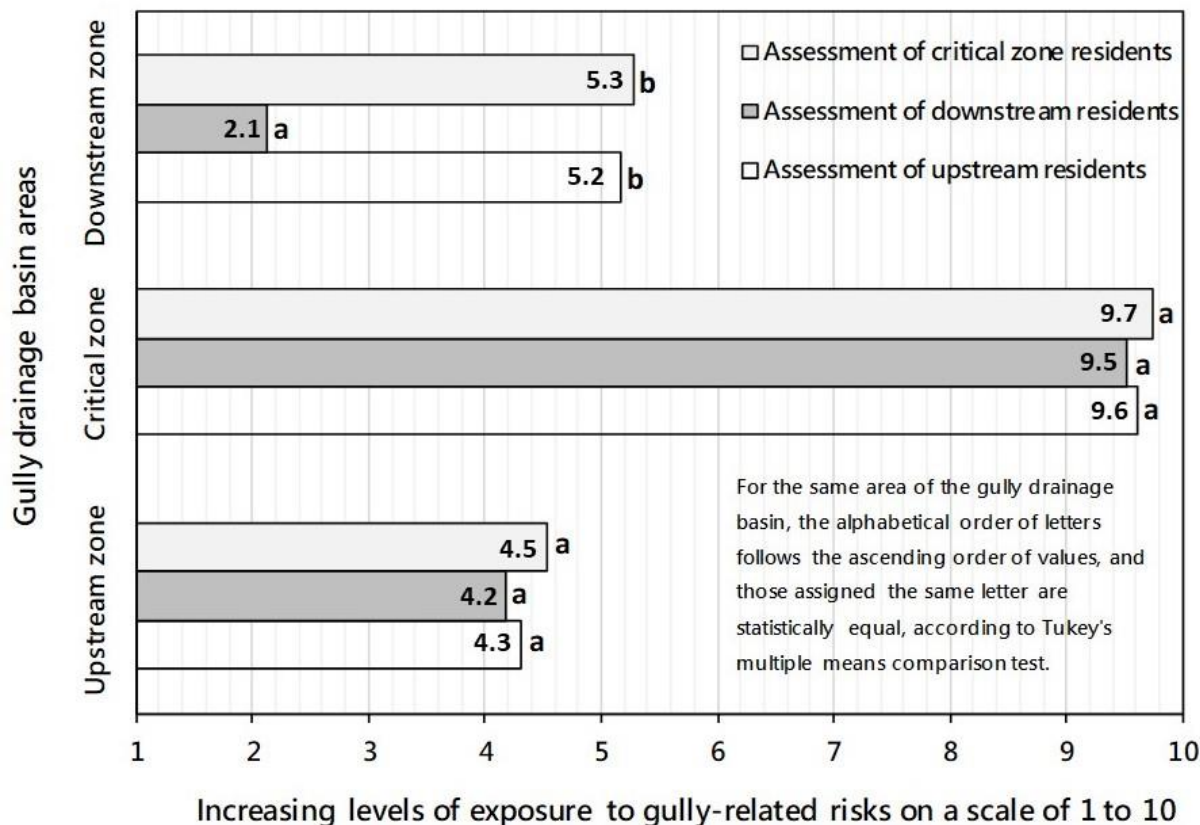 Gully drainage basin areas
Downstream zone
Critical zone
Upstream zone
5.3 b
2.1 a
5.2 b
9.7 a
9.5 a
9.6 a
4.5 a
4.2 a
4.3 a
Assessment of critical zone residents
Assessment of downstream residents
Assessment of upstream residents
For the same area of the gully drainage
basin, the alphabetical order of letters
follows the ascending order of values, and
those assigned the same letter are
statistically equal, according to Tukey's
multiple means comparison test.
1 2 3 4 5 6 7 8 9 10
Increasing levels of exposure to gully-related risks on a scale of 1 to 10